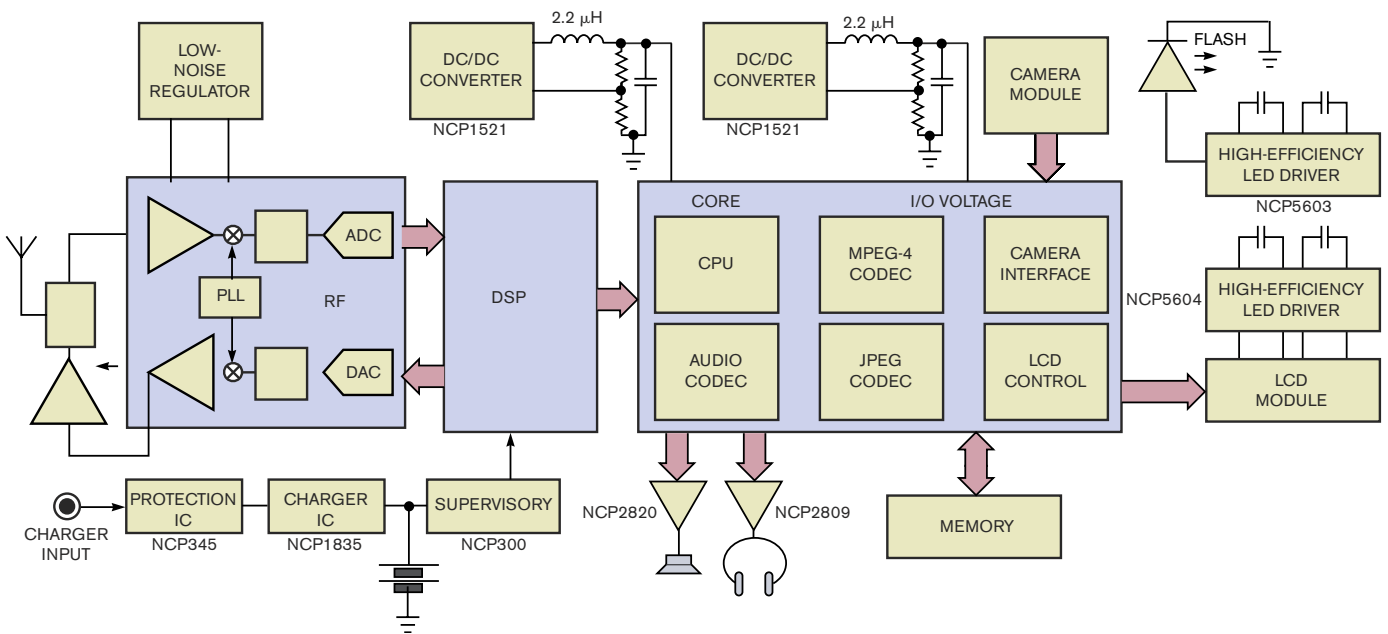 LOW-
NOISE
REGULATOR
DC/DC
CONVERTER
NCP1521
2.2 μH
DC/DC
CONVERTER
NCP1521
2.2 μH
CAMERA
MODULE
FLASH
HIGH-EFFICIENCY
LED DRIVER
NCP5603
ADC
PLL
RF
DAC
DSP
CORE
I/O VOLTAGE
CPU
MPEG-4
CODEC
CAMERA
INTERFACE
AUDIO
CODEC
JPEG
CODEC
LCD
CONTROL
NCP5604
HIGH-EFFICIENCY
LED DRIVER
LCD
MODULE
CHARGER
INPUT
PROTECTION
IC
NCP345
CHARGER
IC
NCP1835
SUPERVISORY
NCP300
NCP2820
NCP2809
MEMORY